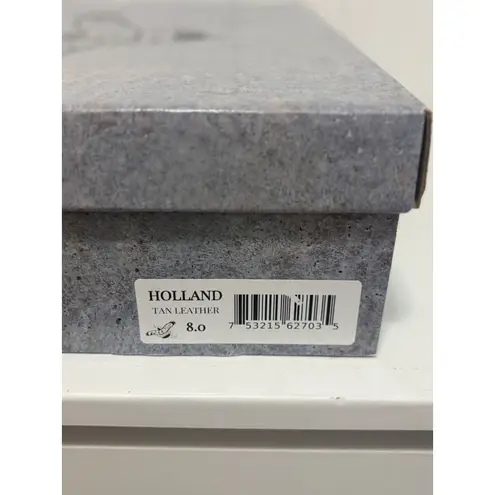 HOLLAND
TAN LEATHER
8.0
7 53215 62703 5